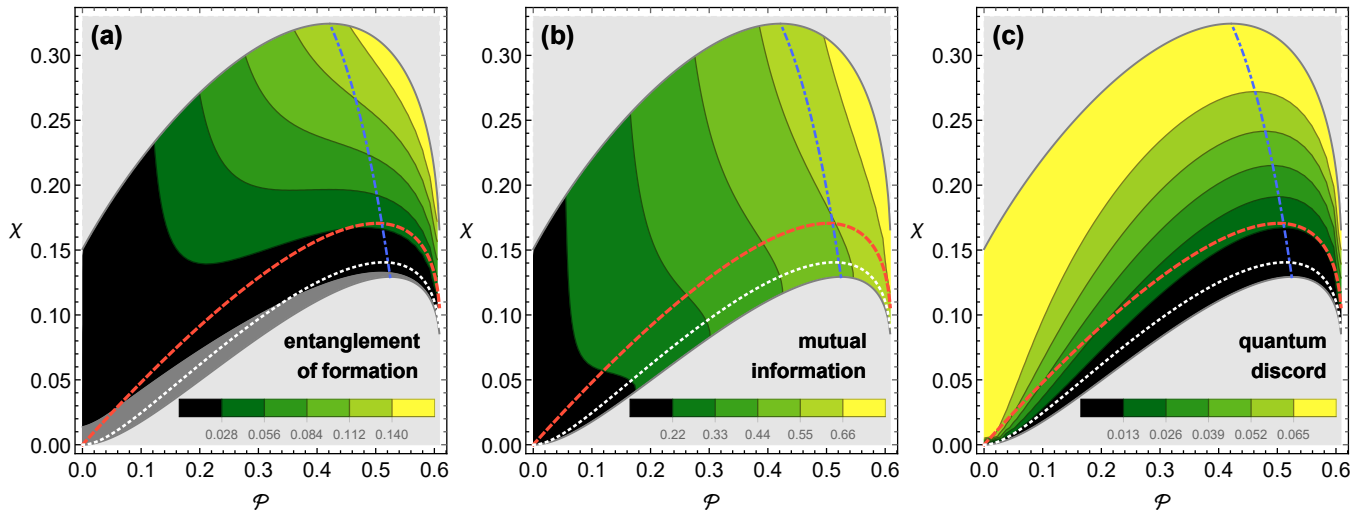 (a)
0.30
0.25
0.20
0.15
0.10
0.05
0.00
χ
entanglement
of formation
0.028 0.056 0.084 0.112 0.140
0.0 0.1 0.2 0.3 0.4 0.5 0.6
𝒫
(b)
0.30
0.25
0.20
0.15
0.10
0.05
0.00
χ
mutual
information
0.22 0.33 0.44 0.55 0.66
0.0 0.1 0.2 0.3 0.4 0.5 0.6
𝒫
(c)
0.30
0.25
0.20
0.15
0.10
0.05
0.00
χ
quantum
discord
0.013 0.026 0.039 0.052 0.065
0.0 0.1 0.2 0.3 0.4 0.5 0.6
𝒫